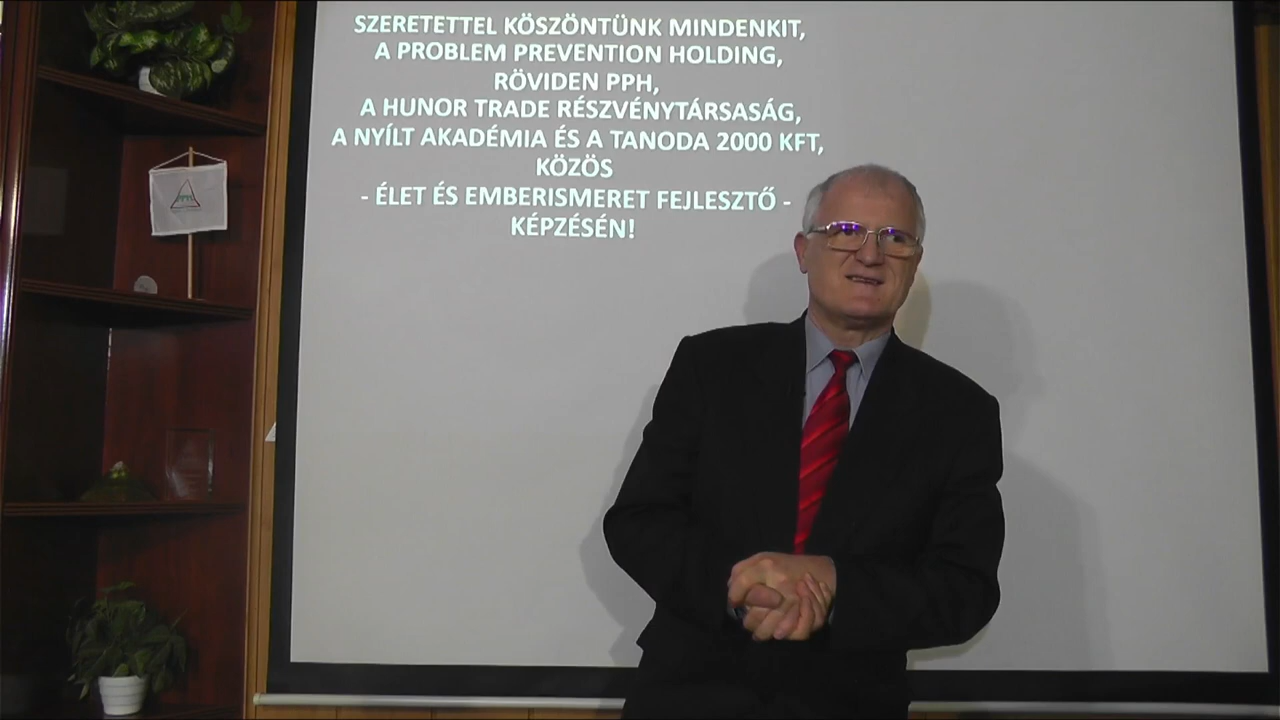 SZERETETTEL KÖSZÖNTÜNK MINDENKIT,
A PROBLEM PREVENTION HOLDING,
RÖVIDEN PPH,
A HUNOR TRADE RÉSZVÉNYTÁRSASÁG,
A NYÍLT AKADÉMIA ÉS A TANODA 2000 KFT,
KÖZÖS
- ÉLET ÉS EMBERISMERET FEJLESZTŐ -
KÉPZÉSÉN!